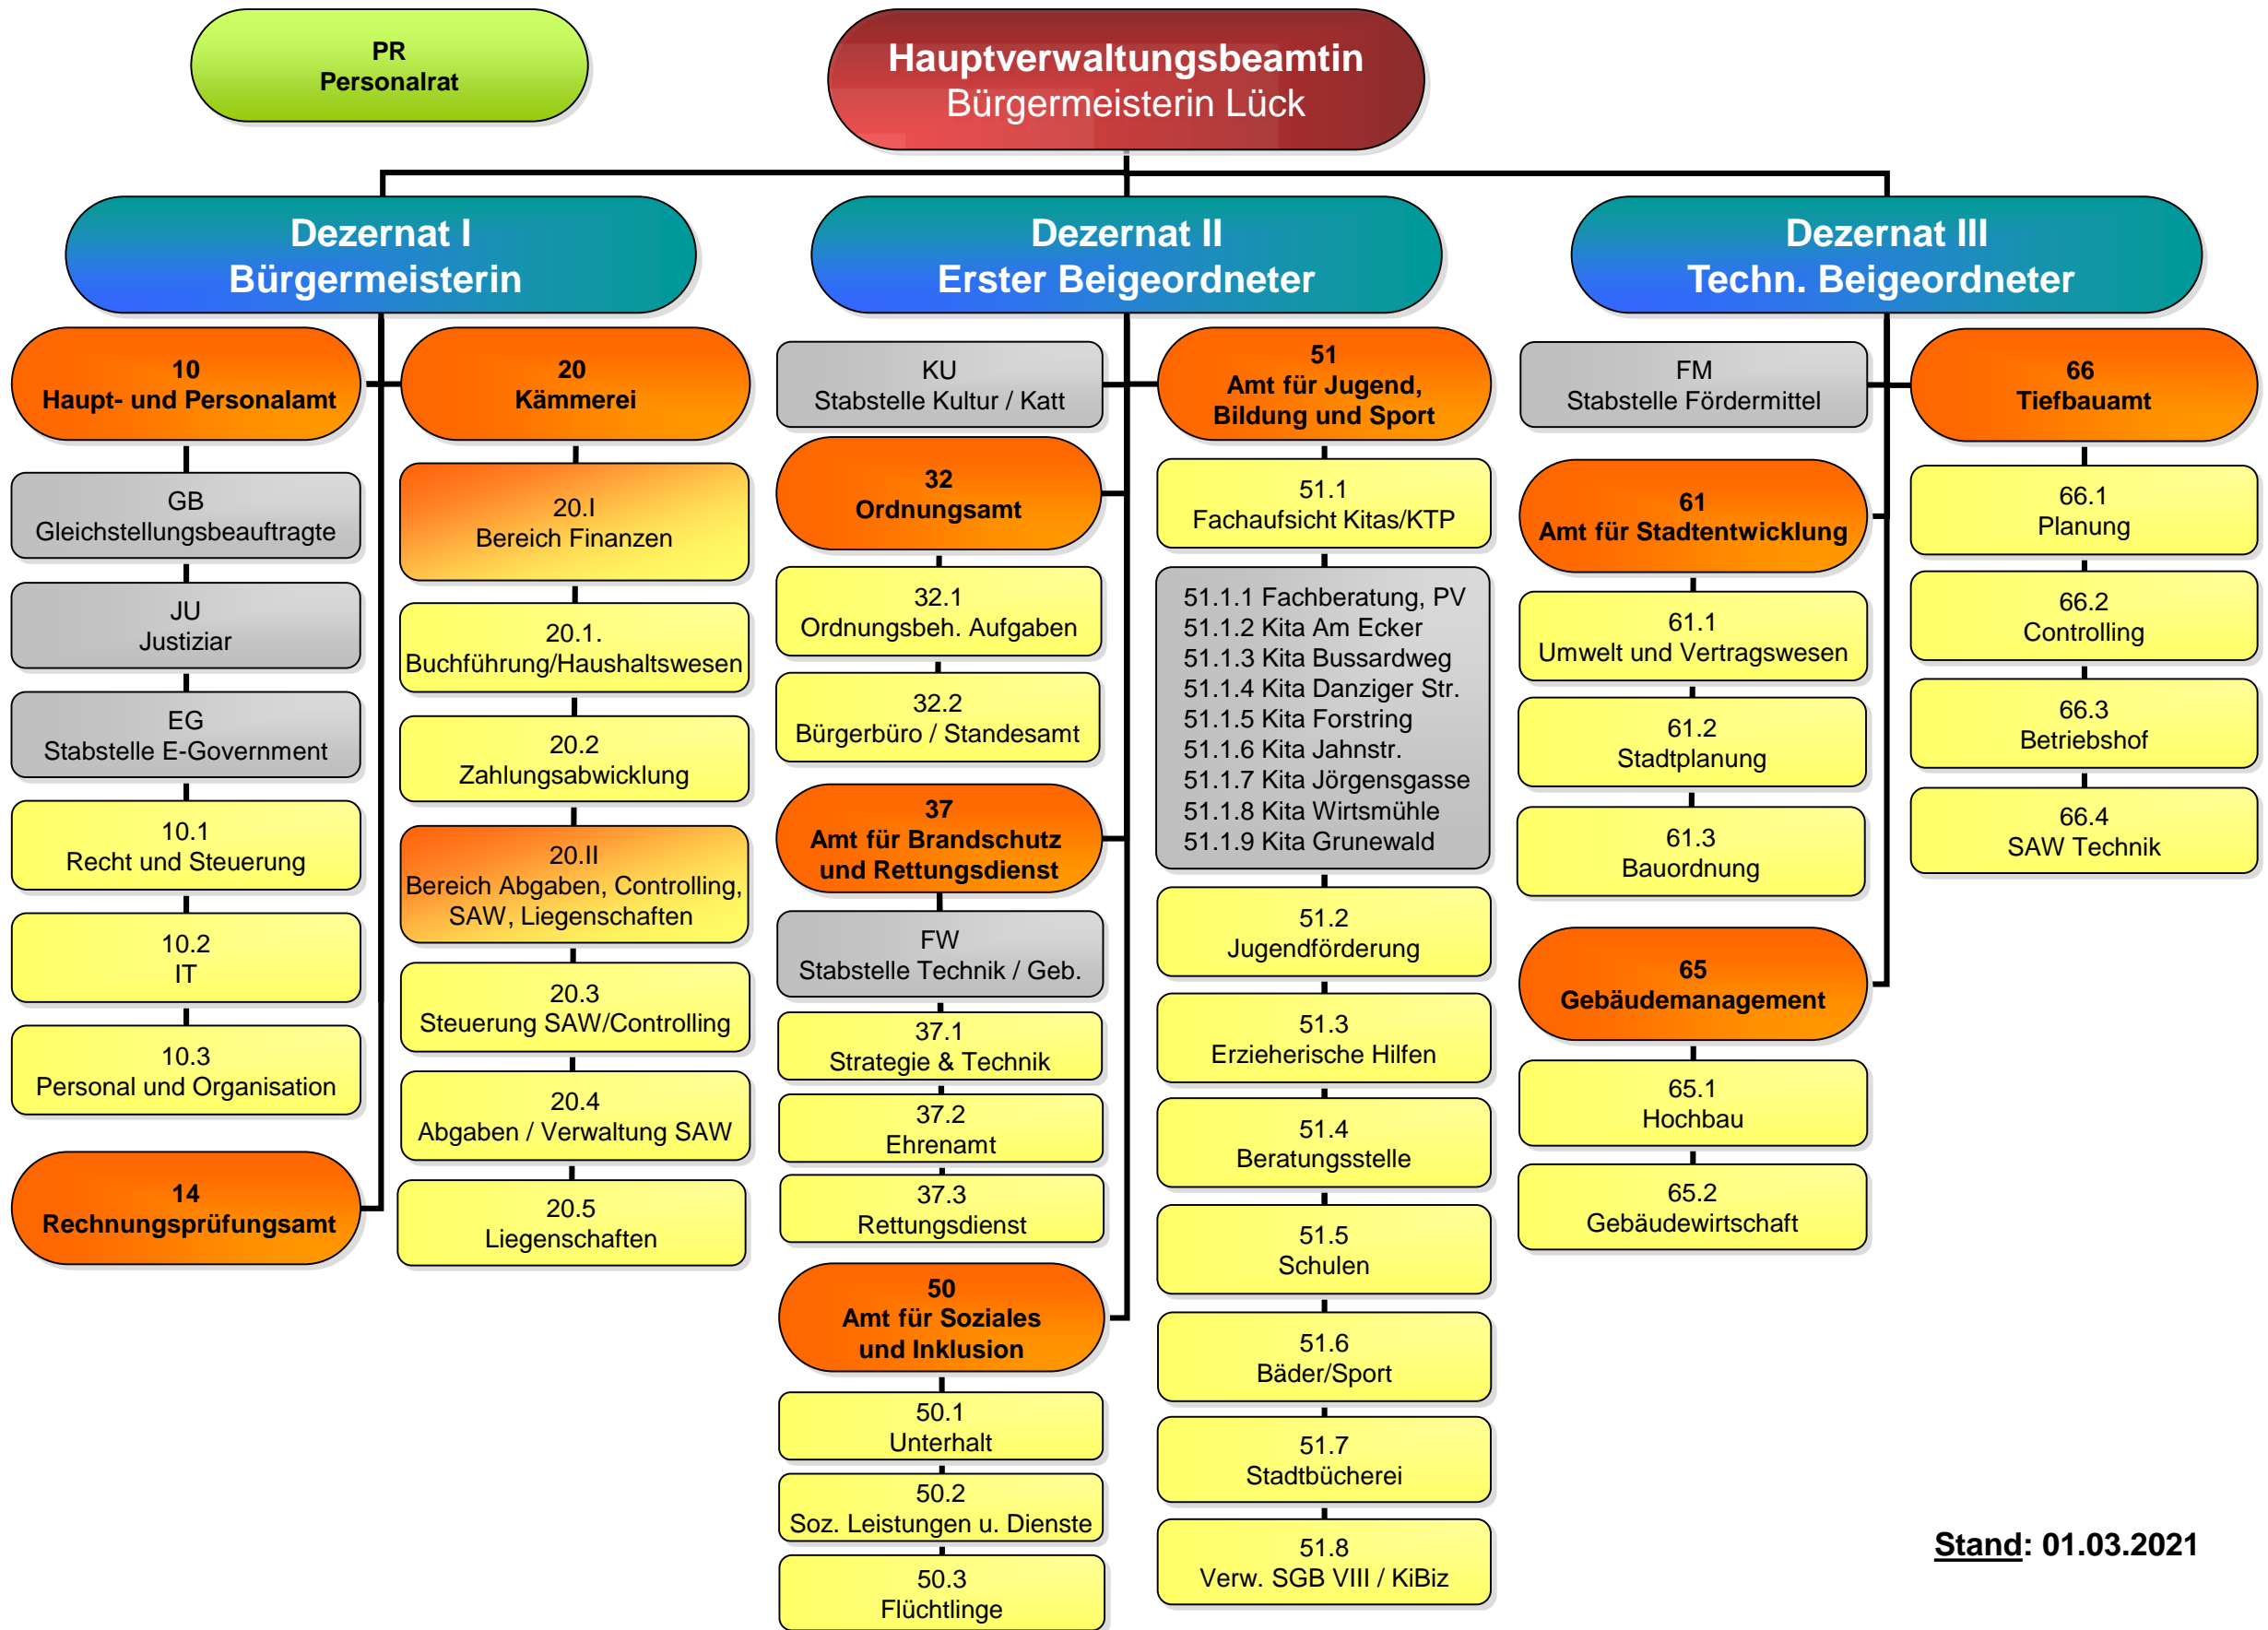 PR
Personalrat
Hauptverwaltungsbeamtin
Bürgermeisterin Lück
Dezernat I
Bürgermeisterin
10
Haupt- und Personalamt
GB
Gleichstellungsbeauftragte
JU
Justiziar
EG
Stabstelle E-Government
10.1
Recht und Steuerung
10.2
IT
10.3
Personal und Organisation
14
Rechnungsprüfungsamt
20
Kämmerei
20.I
Bereich Finanzen
20.1.
Buchführung/Haushaltswesen
20.2
Zahlungsabwicklung
20.II
Bereich Abgaben, Controlling,
SAW, Liegenschaften
20.3
Steuerung SAW/Controlling
20.4
Abgaben / Verwaltung SAW
20.5
Liegenschaften
Dezernat II
Erster Beigeordneter
KU
Stabstelle Kultur / Katt
32
Ordnungsamt
32.1
Ordnungsbeh. Aufgaben
32.2
Bürgerbüro / Standesamt
37
Amt für Brandschutz
und Rettungsdienst
FW
Stabstelle Technik / Geb.
37.1
Strategie & Technik
37.2
Ehrenamt
37.3
Rettungsdienst
50
Amt für Soziales
und Inklusion
50.1
Unterhalt
50.2
Soz. Leistungen u. Dienste
50.3
Flüchtlinge
51
Amt für Jugend,
Bildung und Sport
51.1
Fachaufsicht Kitas/KTP
51.1.1 Fachberatung, PV
51.1.2 Kita Am Ecker
51.1.3 Kita Bussardweg
51.1.4 Kita Danziger Str.
51.1.5 Kita Forstring
51.1.6 Kita Jahnstr.
51.1.7 Kita Jörgensgasse
51.1.8 Kita Wirtsmühle
51.1.9 Kita Grunewald
51.2
Jugendförderung
51.3
Erzieherische Hilfen
51.4
Beratungsstelle
51.5
Schulen
51.6
Bäder/Sport
51.7
Stadtbücherei
51.8
Verw. SGB VIII / KiBiz
Dezernat III
Techn. Beigeordneter
FM
Stabstelle Fördermittel
61
Amt für Stadtentwicklung
61.1
Umwelt und Vertragswesen
61.2
Stadtplanung
61.3
Bauordnung
65
Gebäudemanagement
65.1
Hochbau
65.2
Gebäudewirtschaft
66
Tiefbauamt
66.1
Planung
66.2
Controlling
66.3
Betriebshof
66.4
SAW Technik
Stand: 01.03.2021